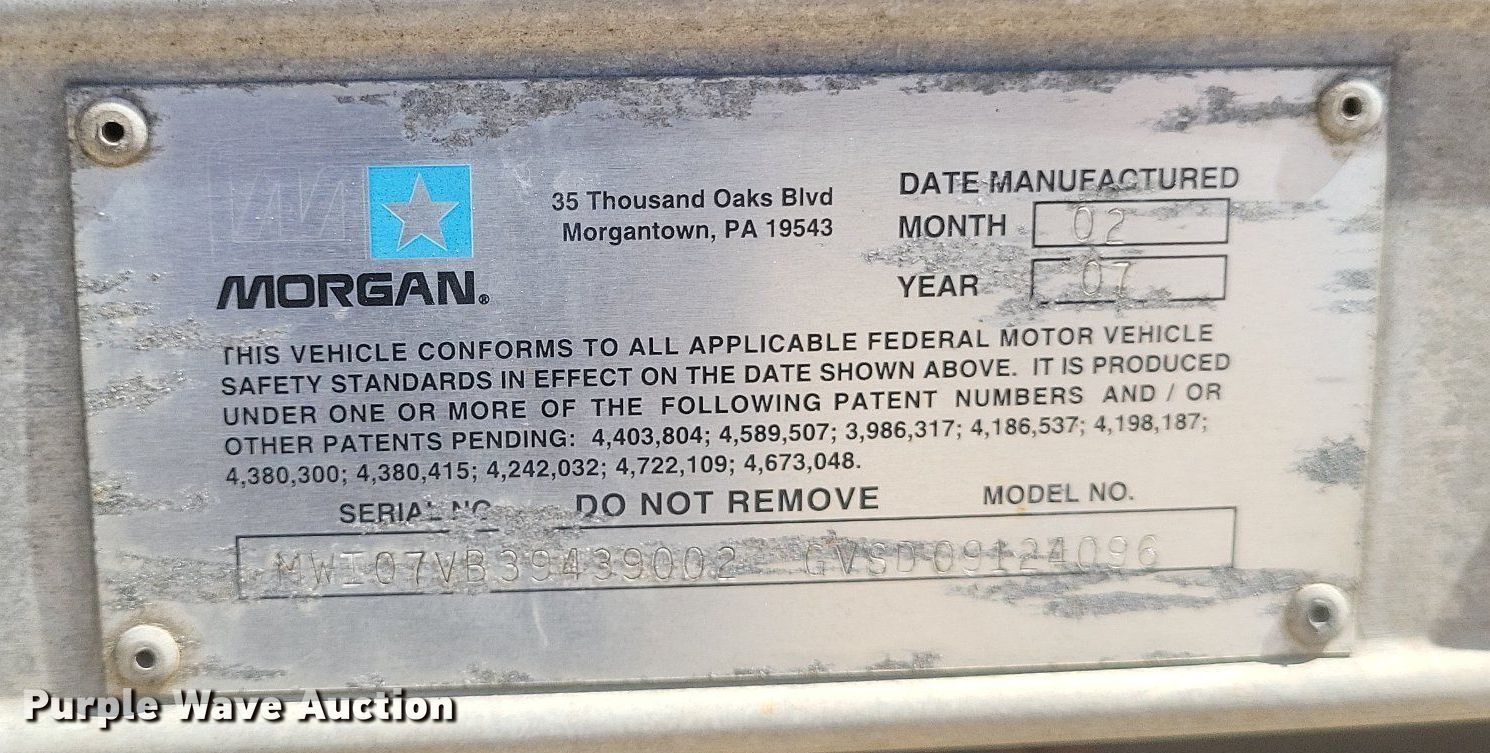 MORGAN®
35 Thousand Oaks Blvd
Morgantown, PA 19543
DATE MANUFACTURED
MONTH 02
YEAR 07
THIS VEHICLE CONFORMS TO ALL APPLICABLE FEDERAL MOTOR VEHICLE
SAFETY STANDARDS IN EFFECT ON THE DATE SHOWN ABOVE. IT IS PRODUCED
UNDER ONE OR MORE OF THE FOLLOWING PATENT NUMBERS AND / OR
OTHER PATENTS PENDING: 4,403,804; 4,589,507; 3,986,317; 4,186,537; 4,198,187;
4,380,300; 4,380,415; 4,242,032; 4,722,109; 4,673,048.
SERIAL NO. DO NOT REMOVE MODEL NO.
MWI07VB39439002 GVSD09124096
Purple Wave Auction